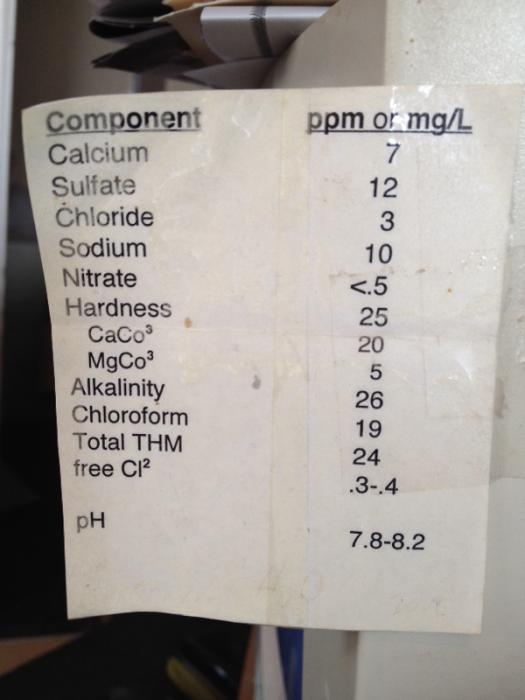 Component ppm or mg/L
Calcium 7
Sulfate 12
Chloride 3
Sodium 10
Nitrate <.5
Hardness 25
CaCo³ 20
MgCo³ 5
Alkalinity 26
Chloroform 19
Total THM 24
free Cl² .3-.4
pH 7.8-8.2